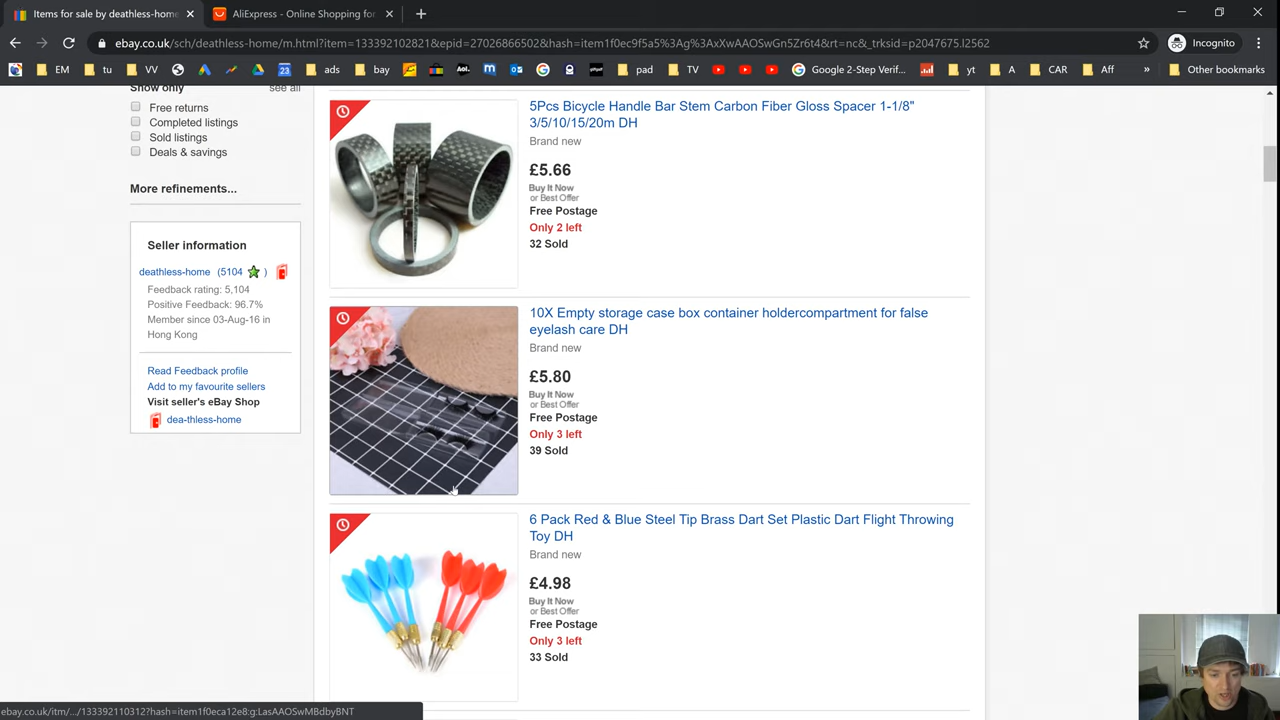 Items for sale by deathless-home
AliExpress - Online Shopping for
ebay.co.uk/sch/deathless-home/m.html?item=133392102821&epid=27026866502&hash=item1f0ec9f5a5%3Ag%3AxXwAAOSwGn5Zr6t4&rt=nc&_trksid=p2047675.l2562
Incognito
EM
tu
VV
23
ads
bay
Aol.
pad
TV
Google 2-Step Verif...
yt
A
CAR
Aff
»
Other bookmarks
Show only
see all
Free returns
Completed listings
Sold listings
Deals & savings
More refinements...
Seller information
deathless-home (5104 )
Feedback rating: 5,104
Positive Feedback: 96.7%
Member since 03-Aug-16 in
Hong Kong
Read Feedback profile
Add to my favourite sellers
Visit seller's eBay Shop
dea-thless-home
5Pcs Bicycle Handle Bar Stem Carbon Fiber Gloss Spacer 1-1/8"
3/5/10/15/20m DH
Brand new
£5.66
Buy It Now
or Best Offer
Free Postage
Only 2 left
32 Sold
10X Empty storage case box container holdercompartment for false
eyelash care DH
Brand new
£5.80
Buy It Now
or Best Offer
Free Postage
Only 3 left
39 Sold
6 Pack Red & Blue Steel Tip Brass Dart Set Plastic Dart Flight Throwing
Toy DH
Brand new
£4.98
Buy It Now
or Best Offer
Free Postage
Only 3 left
33 Sold
ebay.co.uk/itm/.../133392110312?hash=item1f0eca12e8:g:LasAAOSwMBdbyBNT